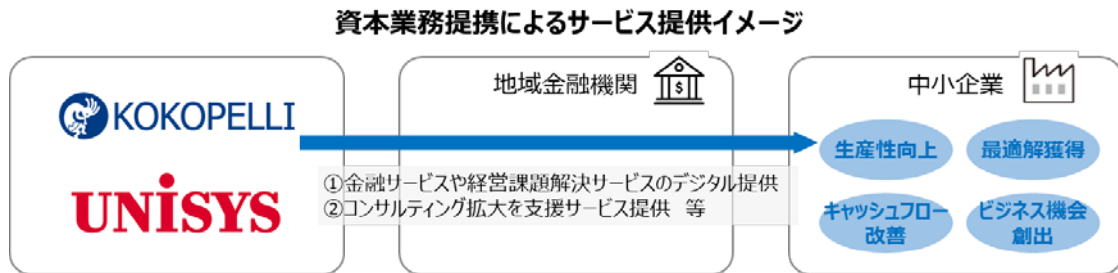 資本業務提携によるサービス提供イメージ
KOKOPELLI
UNISYS
地域金融機関
$
①金融サービスや経営課題解決サービスのデジタル提供
②コンサルティング拡大を支援サービス提供 等
中小企業
生産性向上
最適解獲得
キャッシュフロー
改善
ビジネス機会
創出